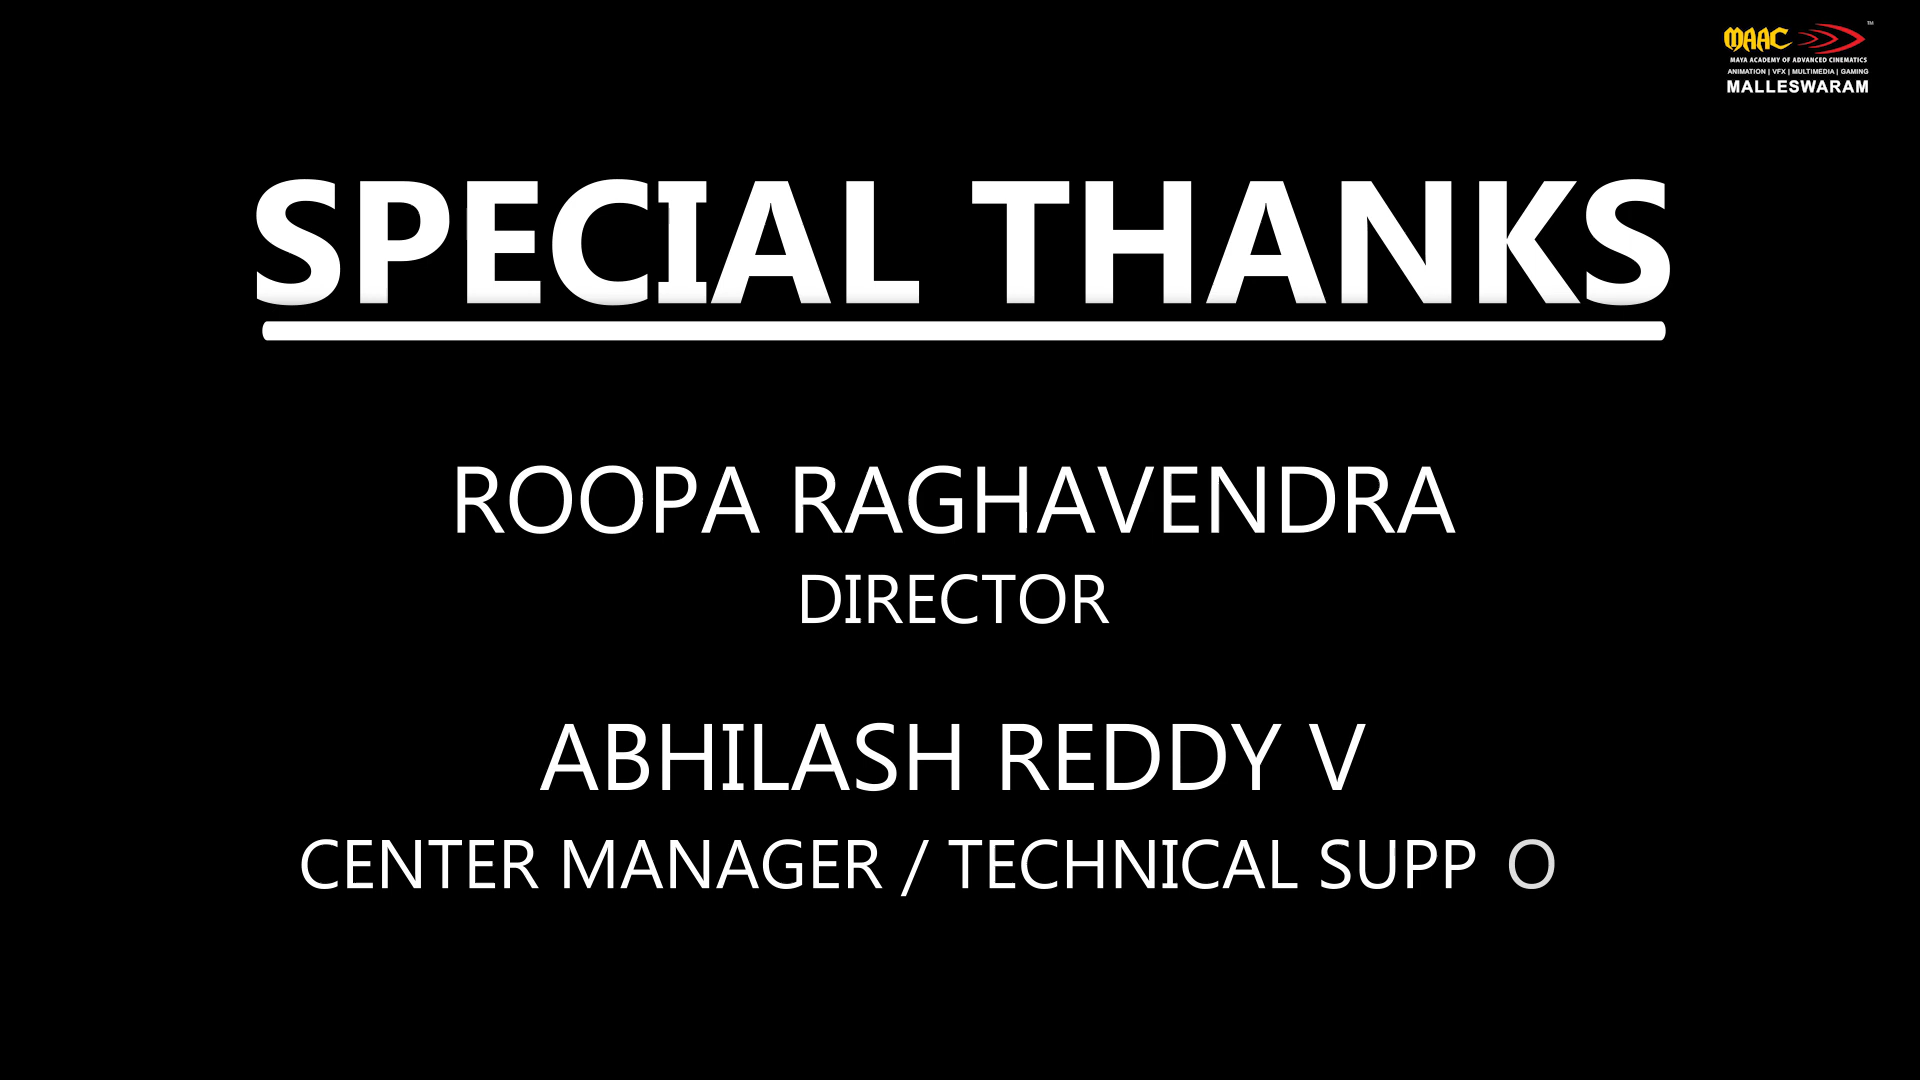 MAAC
TM
MAYA ACADEMY OF ADVANCED CINEMATICS
ANIMATION | VFX | MULTIMEDIA | GAMING
MALLESWARAM
SPECIAL THANKS
ROOPA RAGHAVENDRA
DIRECTOR
ABHILASH REDDY V
CENTER MANAGER / TECHNICAL SUPP O